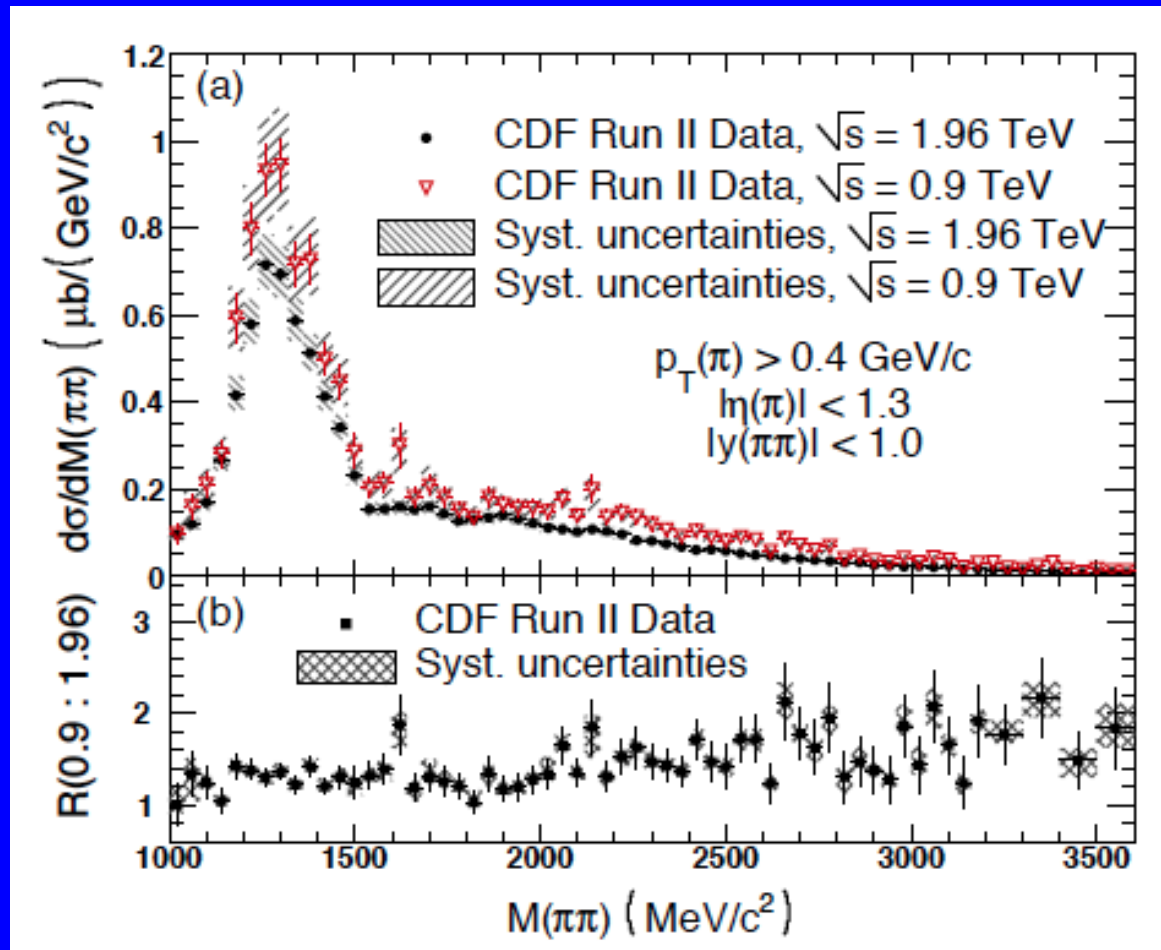 (a)
CDF Run II Data, √s = 1.96 TeV
CDF Run II Data, √s = 0.9 TeV
Syst. uncertainties, √s = 1.96 TeV
Syst. uncertainties, √s = 0.9 TeV
p_T(π) > 0.4 GeV/c
|η(π)| < 1.3
|y(ππ)| < 1.0
dσ/dM(ππ) ( μb/(GeV/c²) )
1.2
1
0.8
0.6
0.4
0.2
0
(b)
CDF Run II Data
Syst. uncertainties
R(0.9 : 1.96)
3
2
1
1000 1500 2000 2500 3000 3500
M(ππ) (MeV/c²)